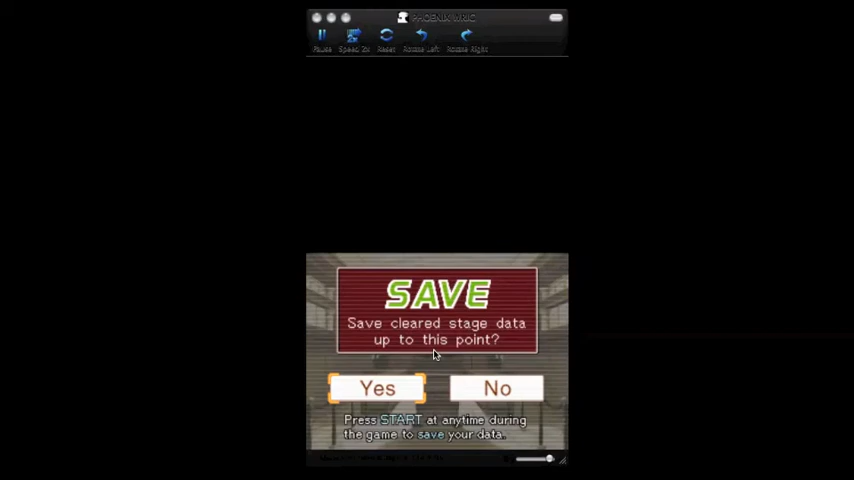 PHOENIX WRIG
Pause Speed 2x Reset Rotate Left Rotate Right
SAVE
Save cleared stage data
up to this point?
Yes No
Press START at anytime during
the game to save your data.